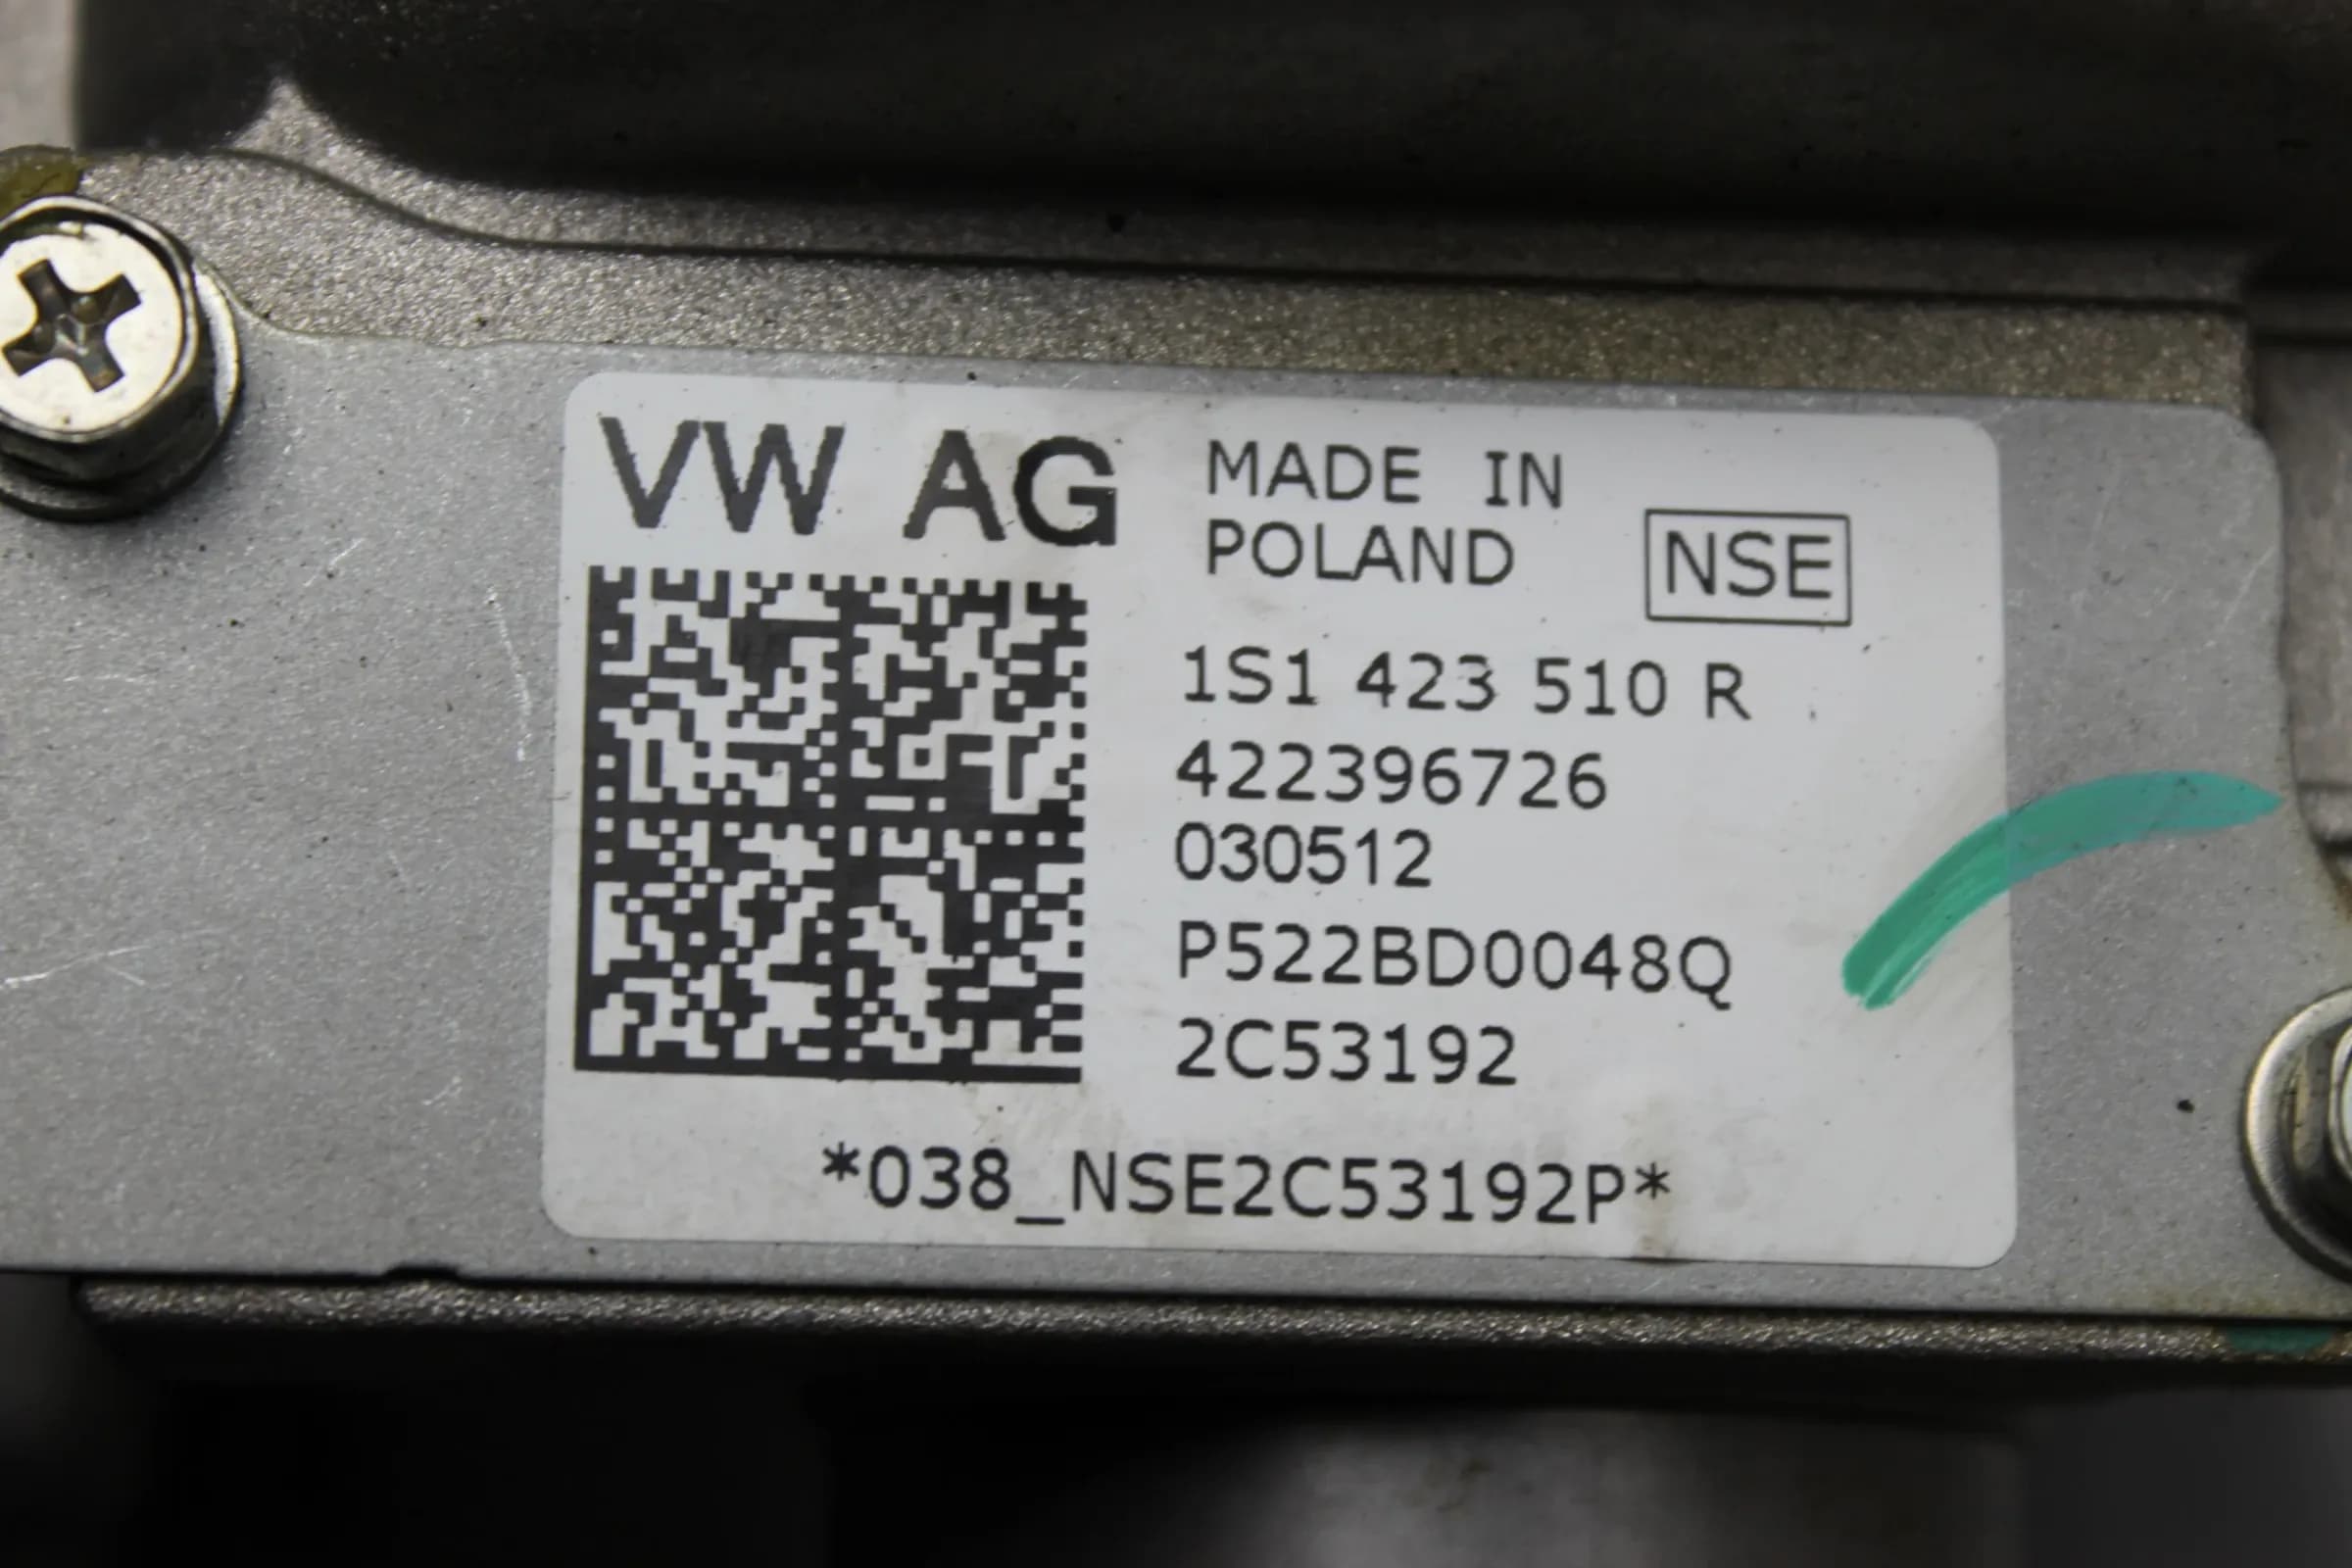 VW AG
MADE IN
POLAND
NSE
1S1 423 510 R
422396726
030512
P522BD0048Q
2C53192
*038_NSE2C53192P*